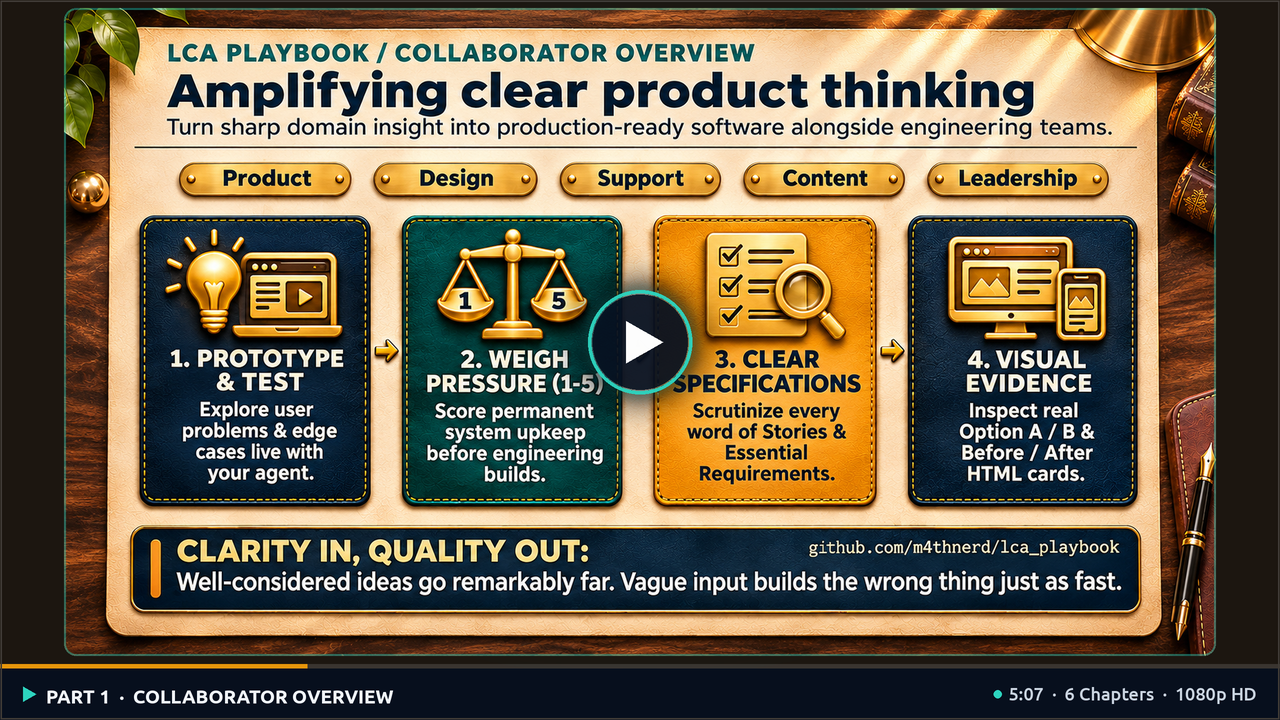 LCA PLAYBOOK / COLLABORATOR OVERVIEW
Amplifying clear product thinking
Turn sharp domain insight into production-ready software alongside engineering teams.
Product
Design
Support
Content
Leadership
1. PROTOTYPE
& TEST
Explore user
problems & edge
cases live with
your agent.
1
5
2. WEIGH
PRESSURE (1-5)
Score permanent
system upkeep
before engineering
builds.
3. CLEAR
SPECIFICATIONS
Scrutinize every
word of Stories &
Essential
Requirements.
4. VISUAL
EVIDENCE
Inspect real
Option A / B &
Before / After
HTML cards.
CLARITY IN, QUALITY OUT:
github.com/m4thnerd/lca_playbook
Well-considered ideas go remarkably far. Vague input builds the wrong thing just as fast.
PART 1 · COLLABORATOR OVERVIEW
5:07 · 6 Chapters · 1080p HD